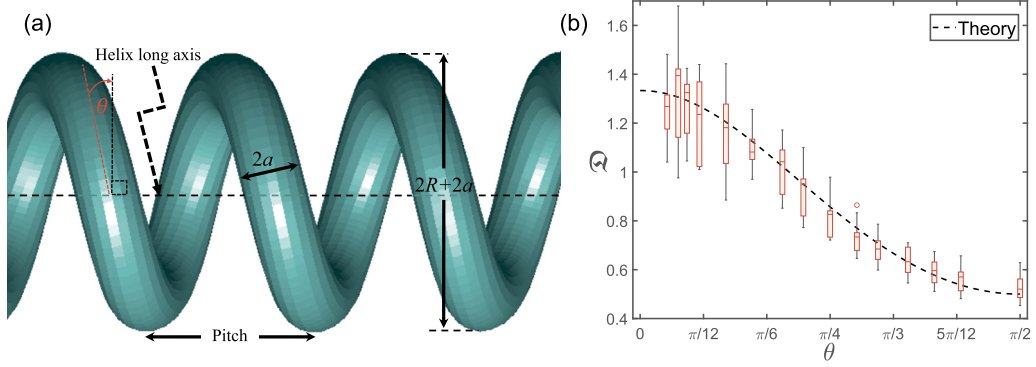 (a)
Helix long axis
θ
2a
2R+2a
Pitch
(b)
1.6
1.4
1.2
1
0.8
0.6
0.4
𝔇
Theory
0 π/12 π/6 π/4 π/3 5π/12 π/2
θ